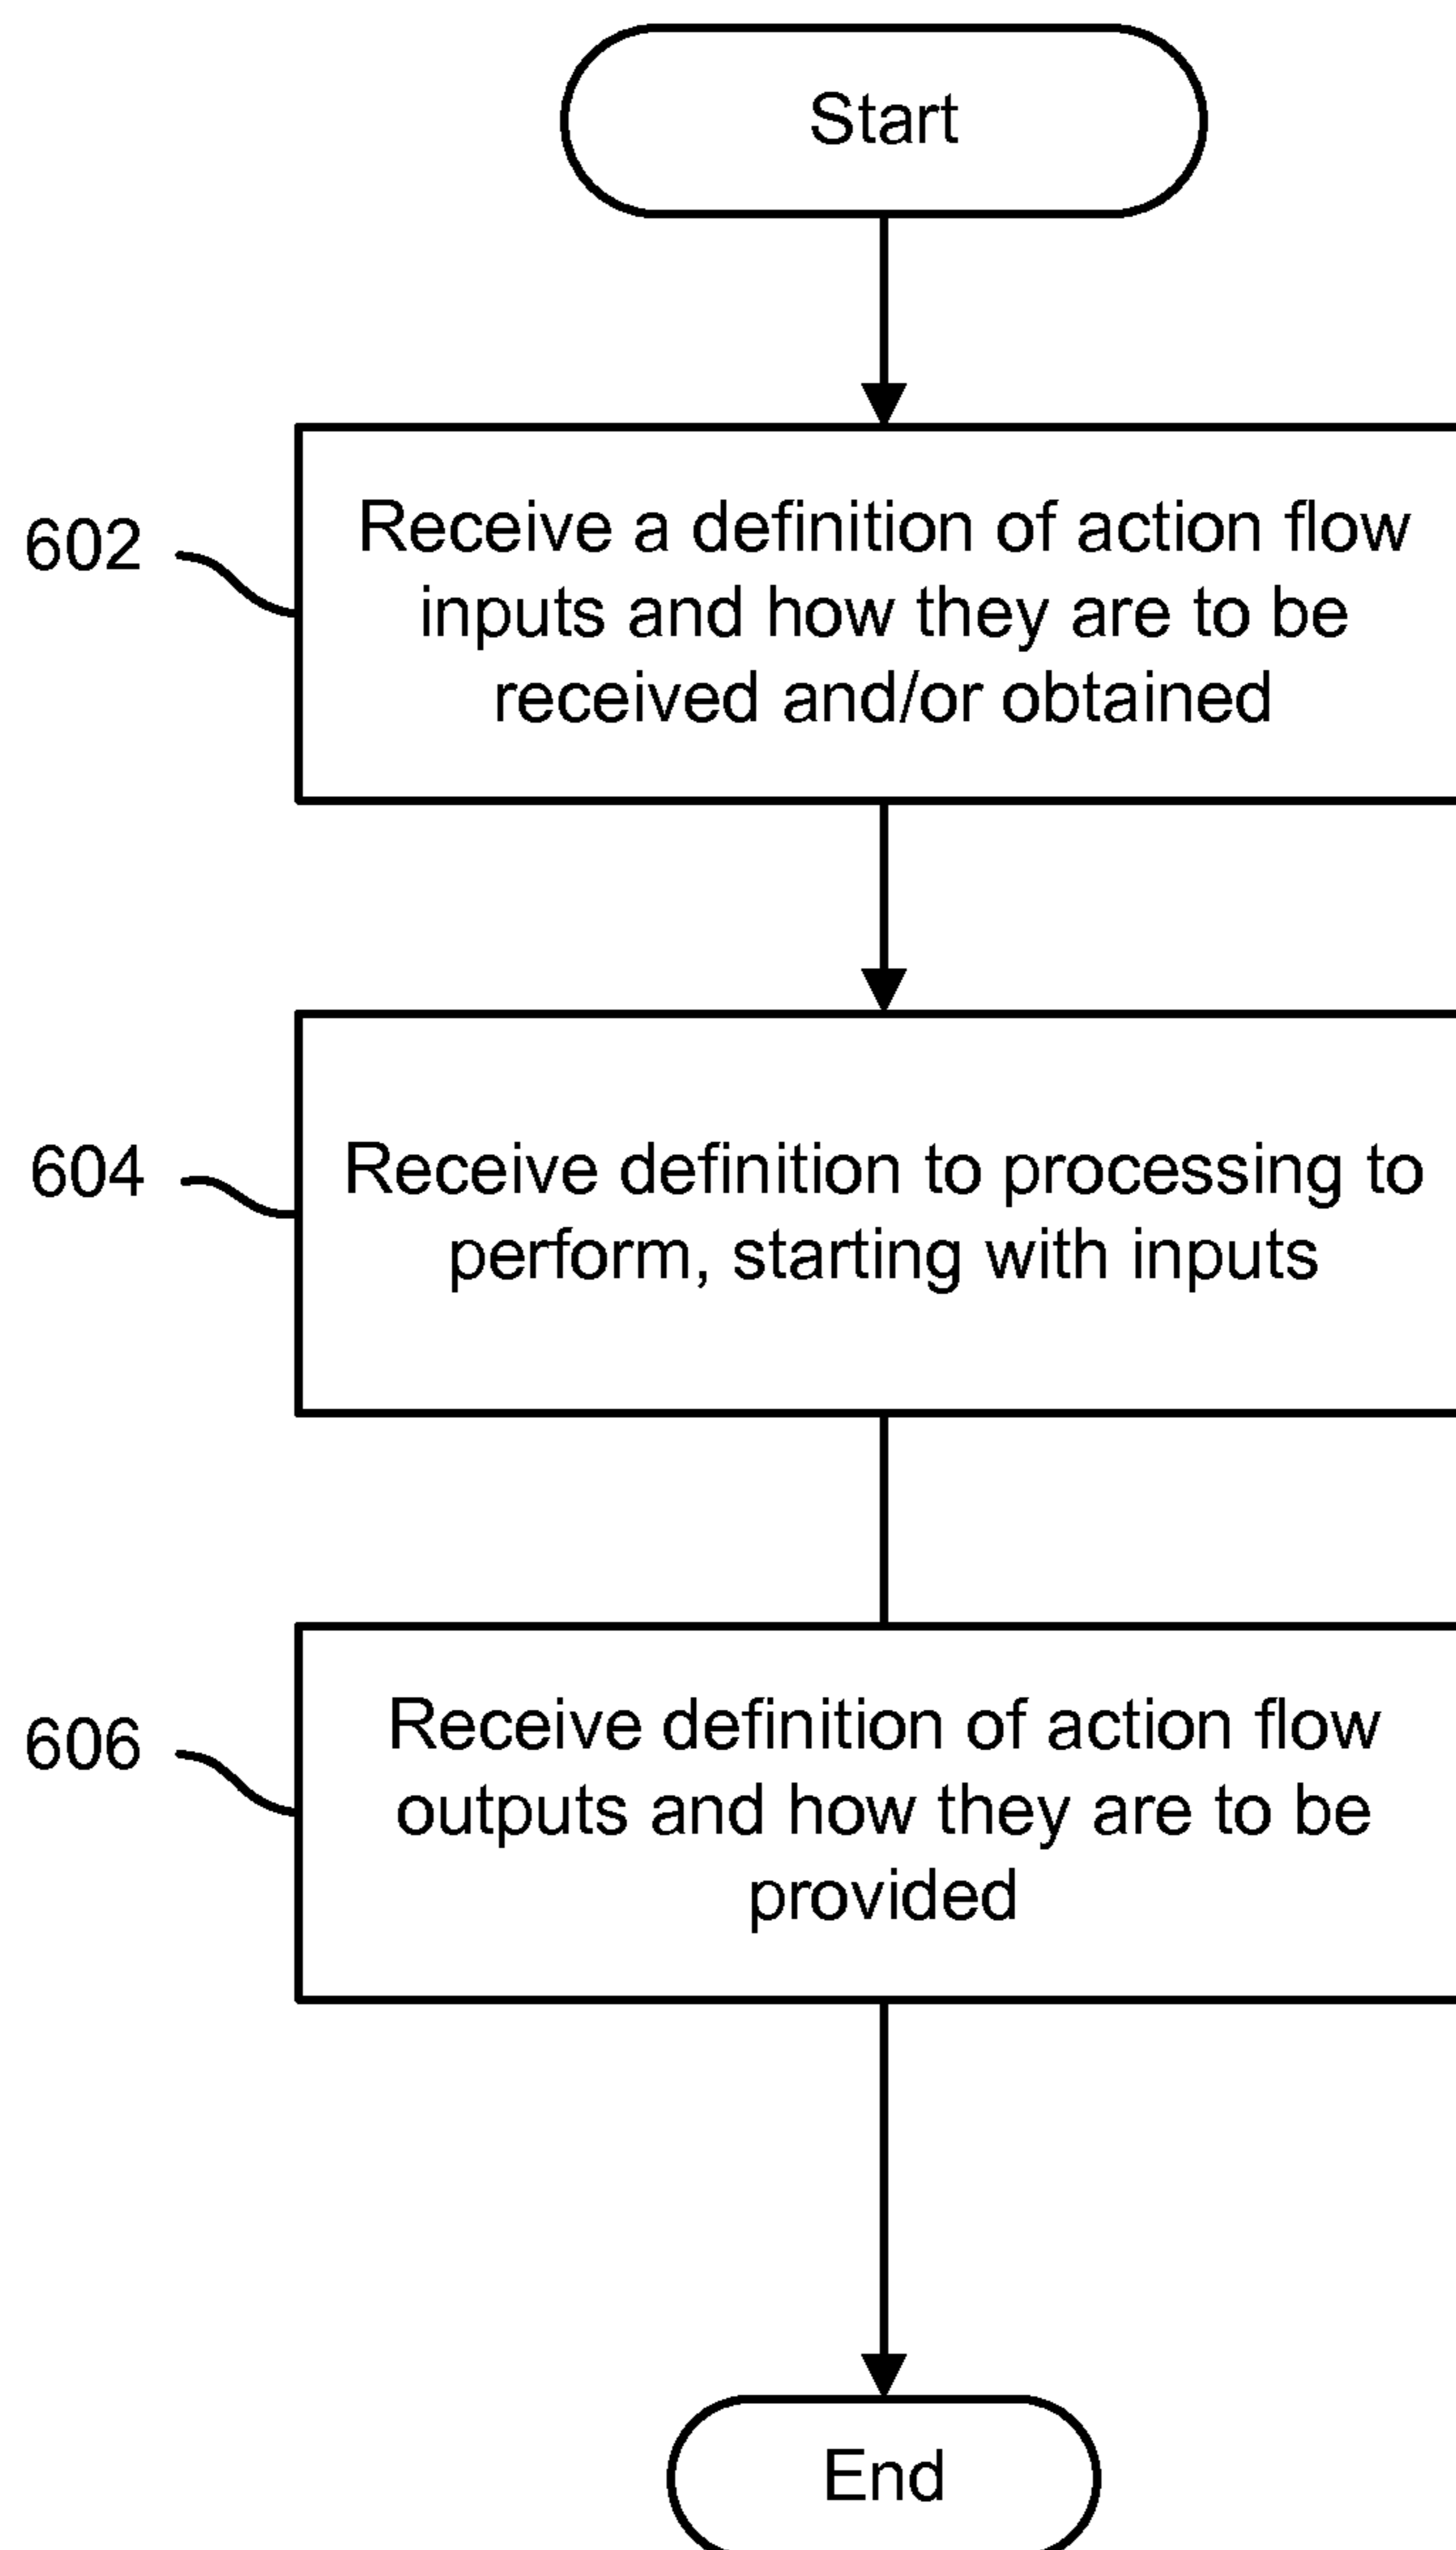 Start
602
Receive a definition of action flow
inputs and how they are to be
received and/or obtained
604
Receive definition to processing to
perform, starting with inputs
606
Receive definition of action flow
outputs and how they are to be
provided
End